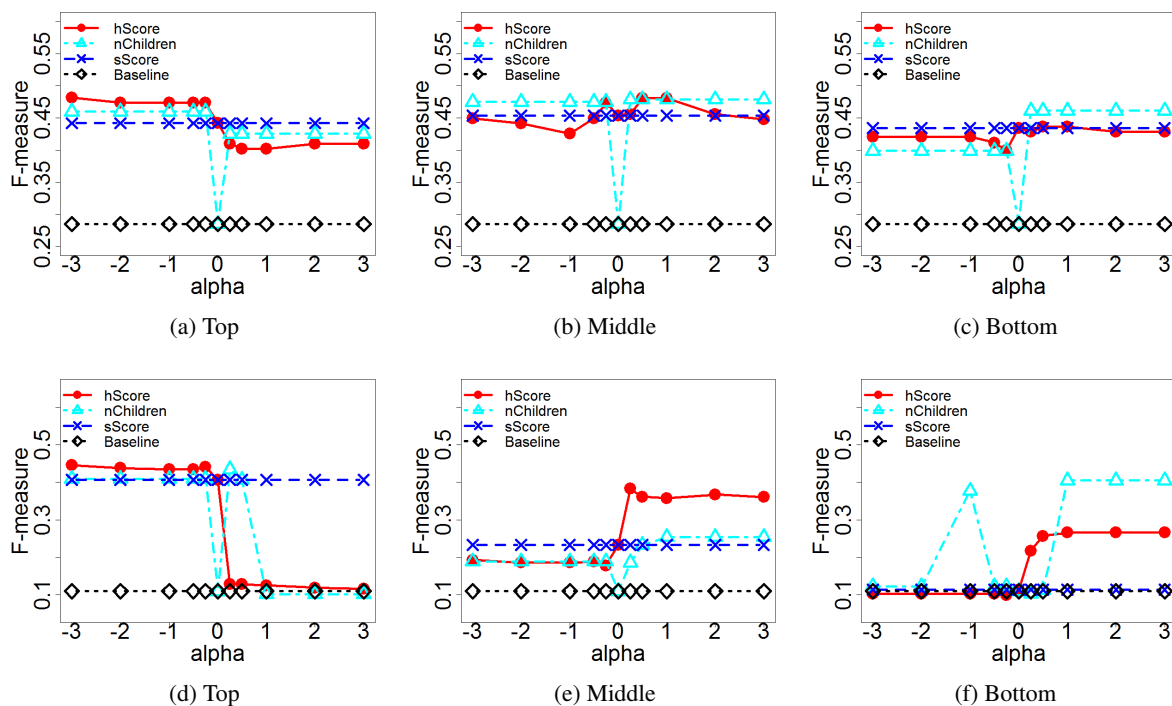 hScore
nChildren
sScore
Baseline
F-measure
0.25 0.35 0.45 0.55
-3 -2 -1 0 1 2 3
alpha
(a) Top
hScore
nChildren
sScore
Baseline
F-measure
0.25 0.35 0.45 0.55
-3 -2 -1 0 1 2 3
alpha
(b) Middle
hScore
nChildren
sScore
Baseline
F-measure
0.25 0.35 0.45 0.55
-3 -2 -1 0 1 2 3
alpha
(c) Bottom
hScore
nChildren
sScore
Baseline
F-measure
0.1 0.3 0.5
-3 -2 -1 0 1 2 3
alpha
(d) Top
hScore
nChildren
sScore
Baseline
F-measure
0.1 0.3 0.5
-3 -2 -1 0 1 2 3
alpha
(e) Middle
hScore
nChildren
sScore
Baseline
F-measure
0.1 0.3 0.5
-3 -2 -1 0 1 2 3
alpha
(f) Bottom